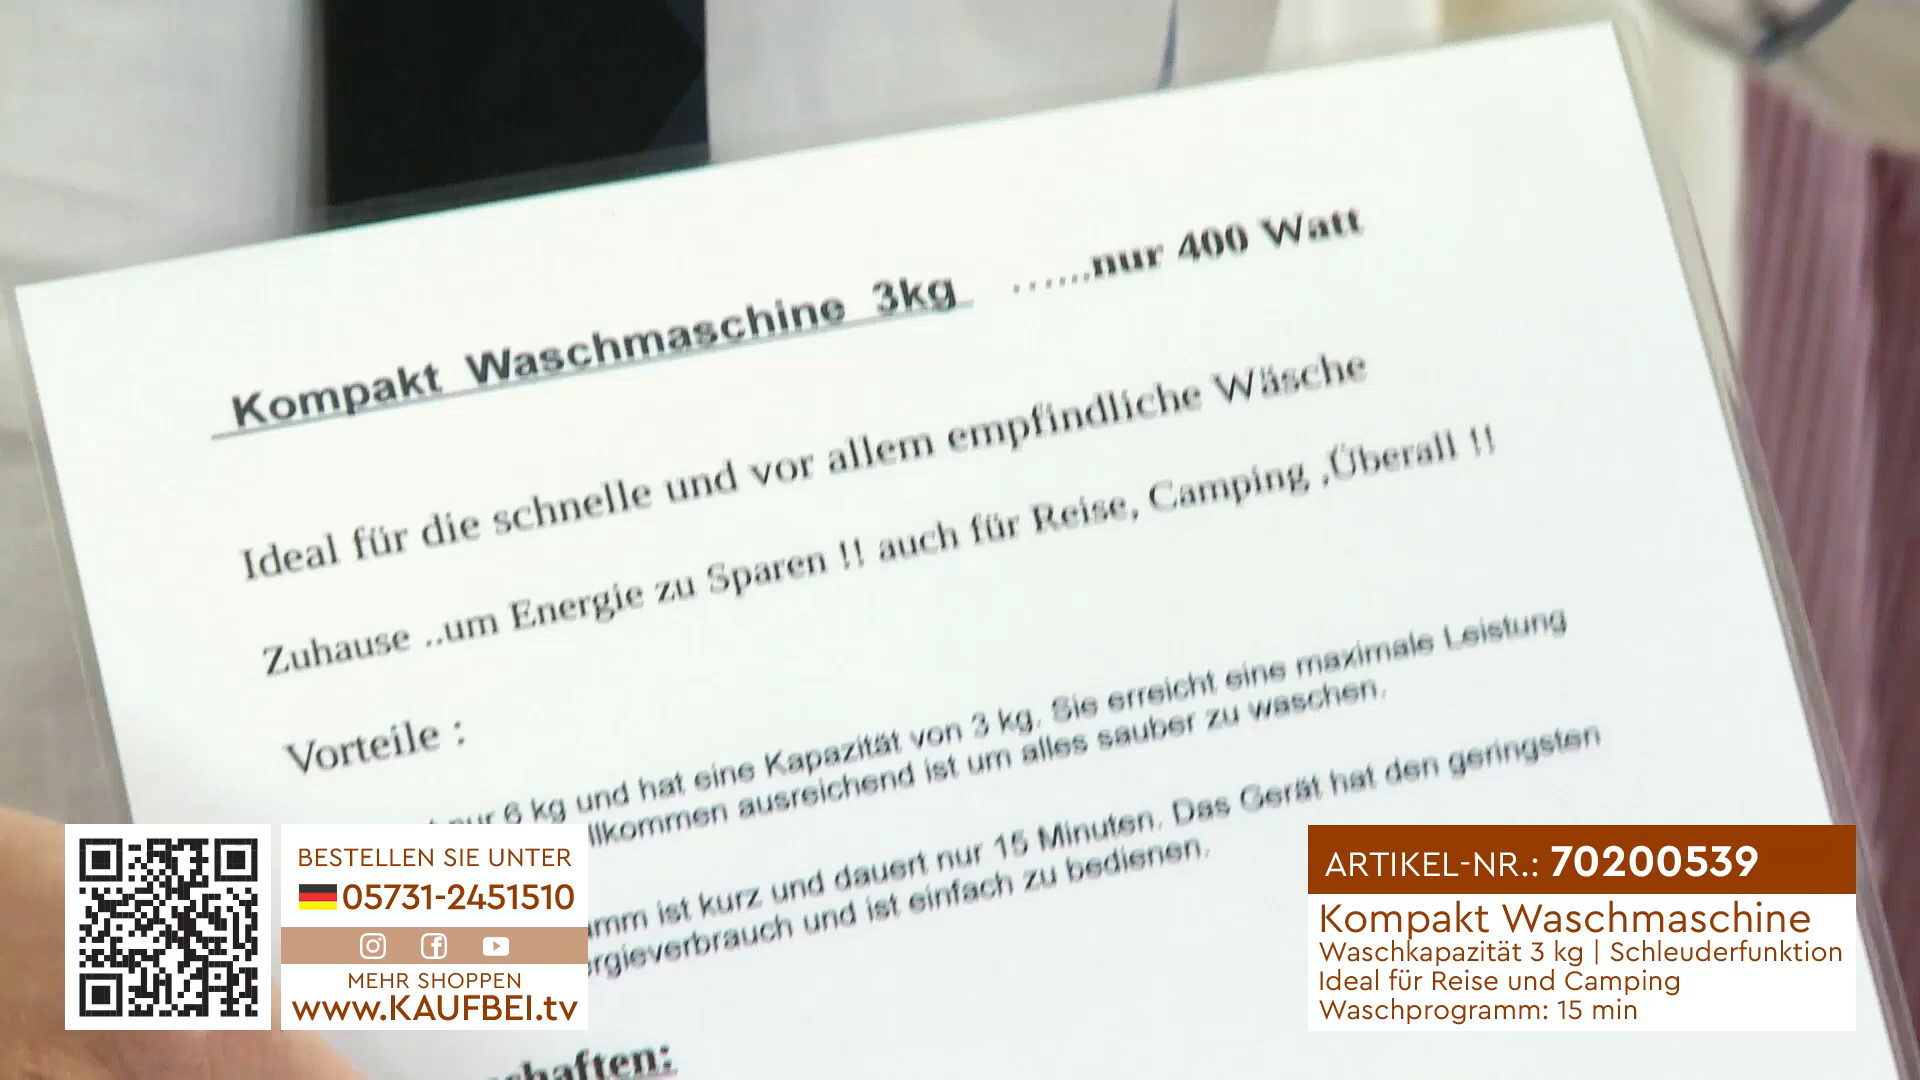 Kompakt Waschmaschine 3kg ......nur 400 Watt
Ideal für die schnelle und vor allem empfindliche Wäsche
Zuhause ..um Energie zu Sparen !! auch für Reise, Camping ,Überall !!
Vorteile :
nur 6 kg und hat eine Kapazität von 3 kg. Sie erreicht eine maximale Leistung
llkommen ausreichend ist um alles sauber zu waschen.
amm ist kurz und dauert nur 15 Minuten. Das Gerät hat den geringsten
rgieverbrauch und ist einfach zu bedienen.
haften:
BESTELLEN SIE UNTER
05731-2451510
MEHR SHOPPEN
www.KAUFBEI.tv
ARTIKEL-NR.: 70200539
Kompakt Waschmaschine
Waschkapazität 3 kg | Schleuderfunktion
Ideal für Reise und Camping
Waschprogramm: 15 min